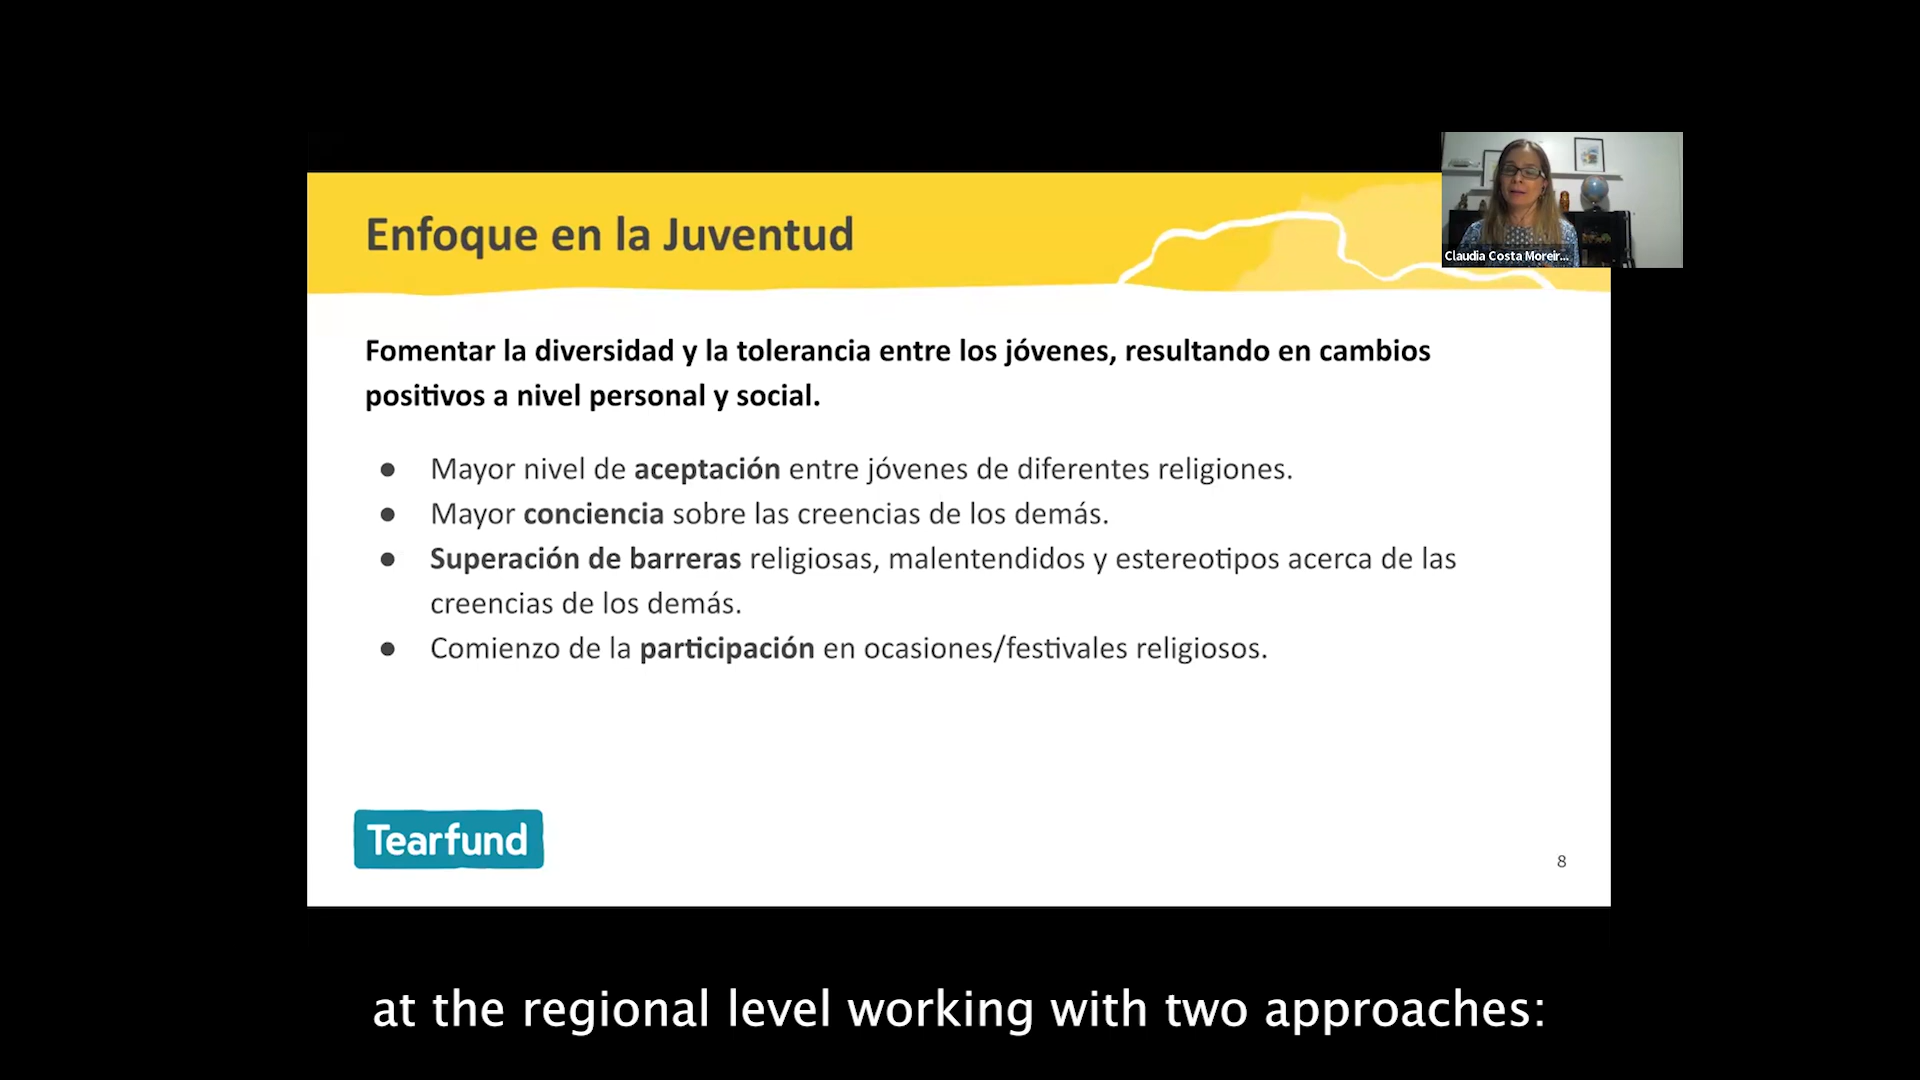 Enfoque en la Juventud
Claudia Costa Moreir...
Fomentar la diversidad y la tolerancia entre los jóvenes, resultando en cambios
positivos a nivel personal y social.
● Mayor nivel de aceptación entre jóvenes de diferentes religiones.
● Mayor conciencia sobre las creencias de los demás.
● Superación de barreras religiosas, malentendidos y estereotipos acerca de las
creencias de los demás.
● Comienzo de la participación en ocasiones/festivales religiosos.
Tearfund
8
at the regional level working with two approaches: